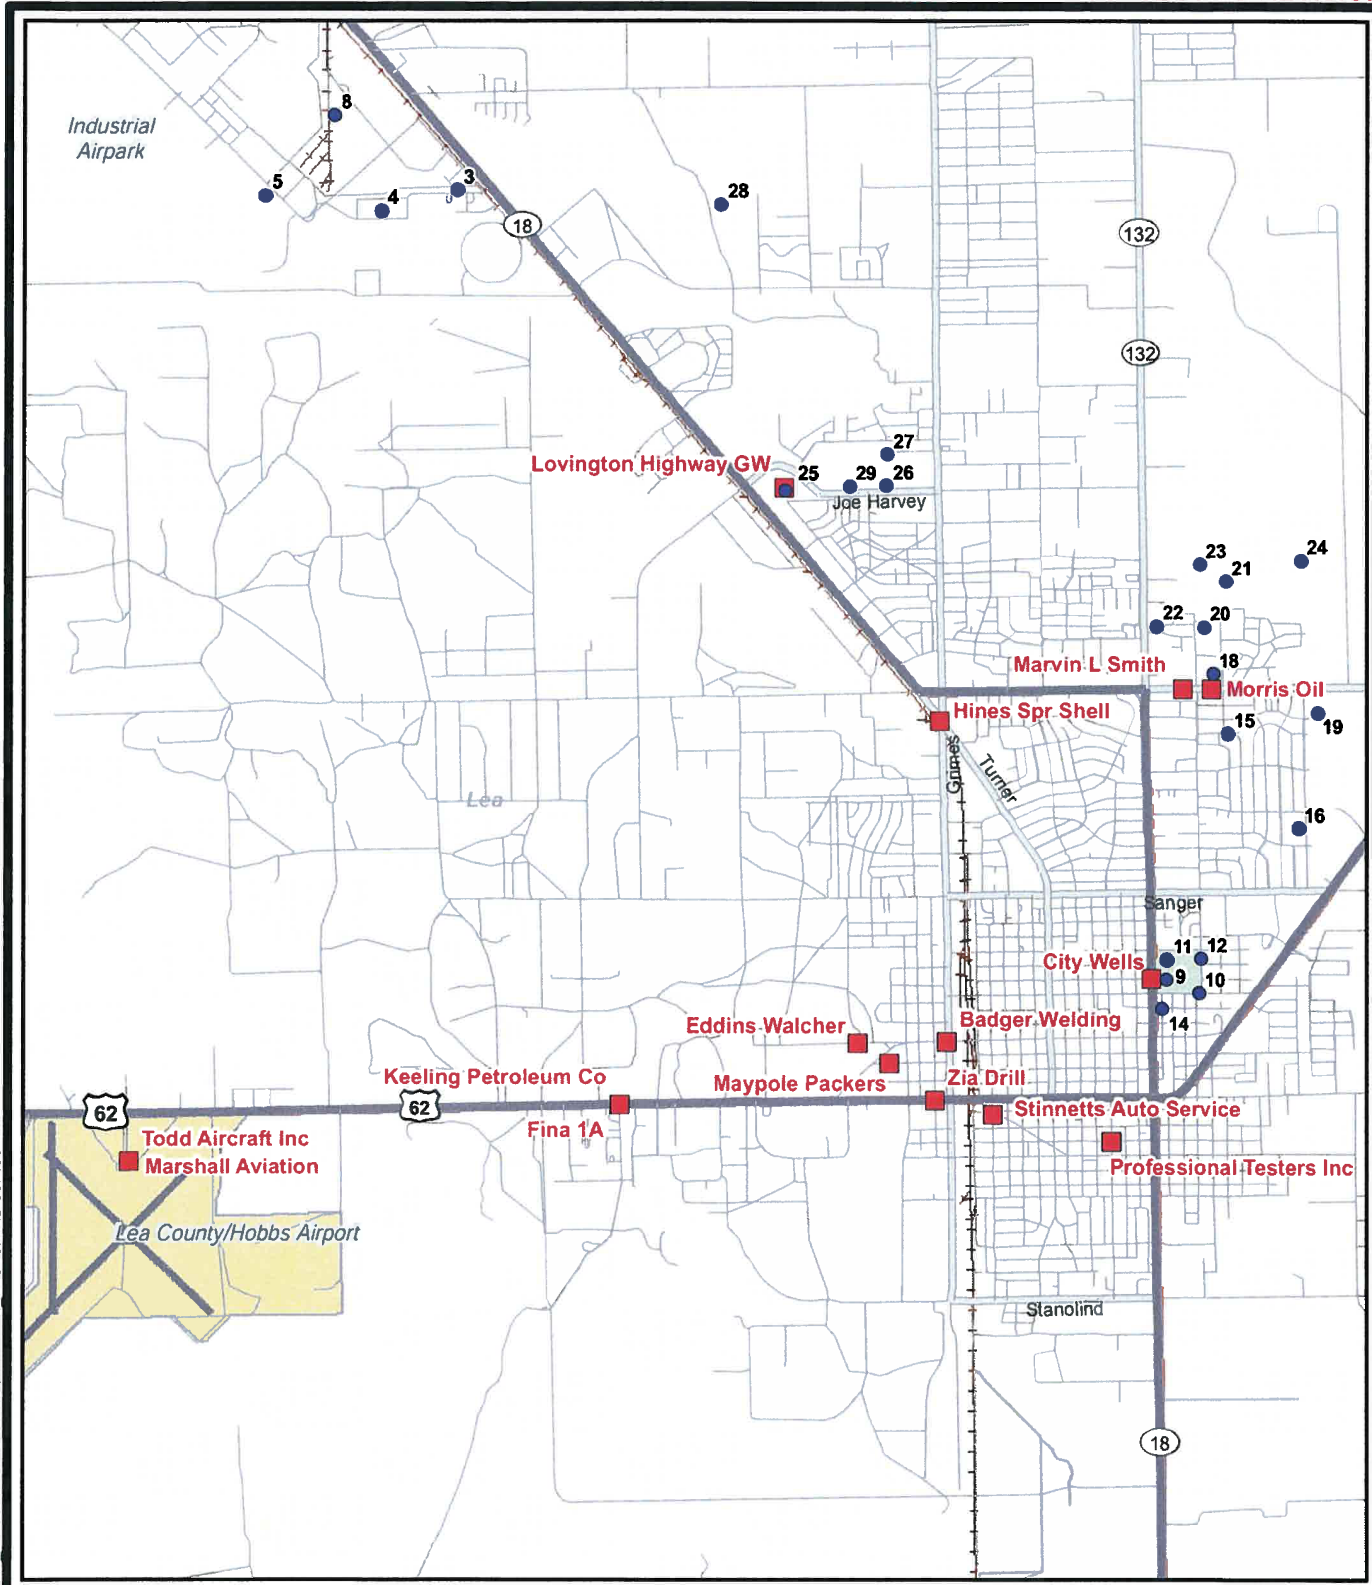 8
Industrial
Airpark
5
4
3
28
18
132
132
27
Lovington Highway GW
25
29
26
Joe Harvey
23
24
21
22
20
Marvin L Smith
18
Morris Oil
Hines Spr Shell
15
19
Grimes
Turner
Lea
16
Sanger
11
12
City Wells
9
10
14
Eddins Walcher
Badger Welding
Keeling Petroleum Co
Maypole Packers
Zia Drill
62
62
Fina 1A
Stinnetts Auto Service
Todd Aircraft Inc
Marshall Aviation
Professional Testers Inc
Lea County/Hobbs Airport
Stanolind
18